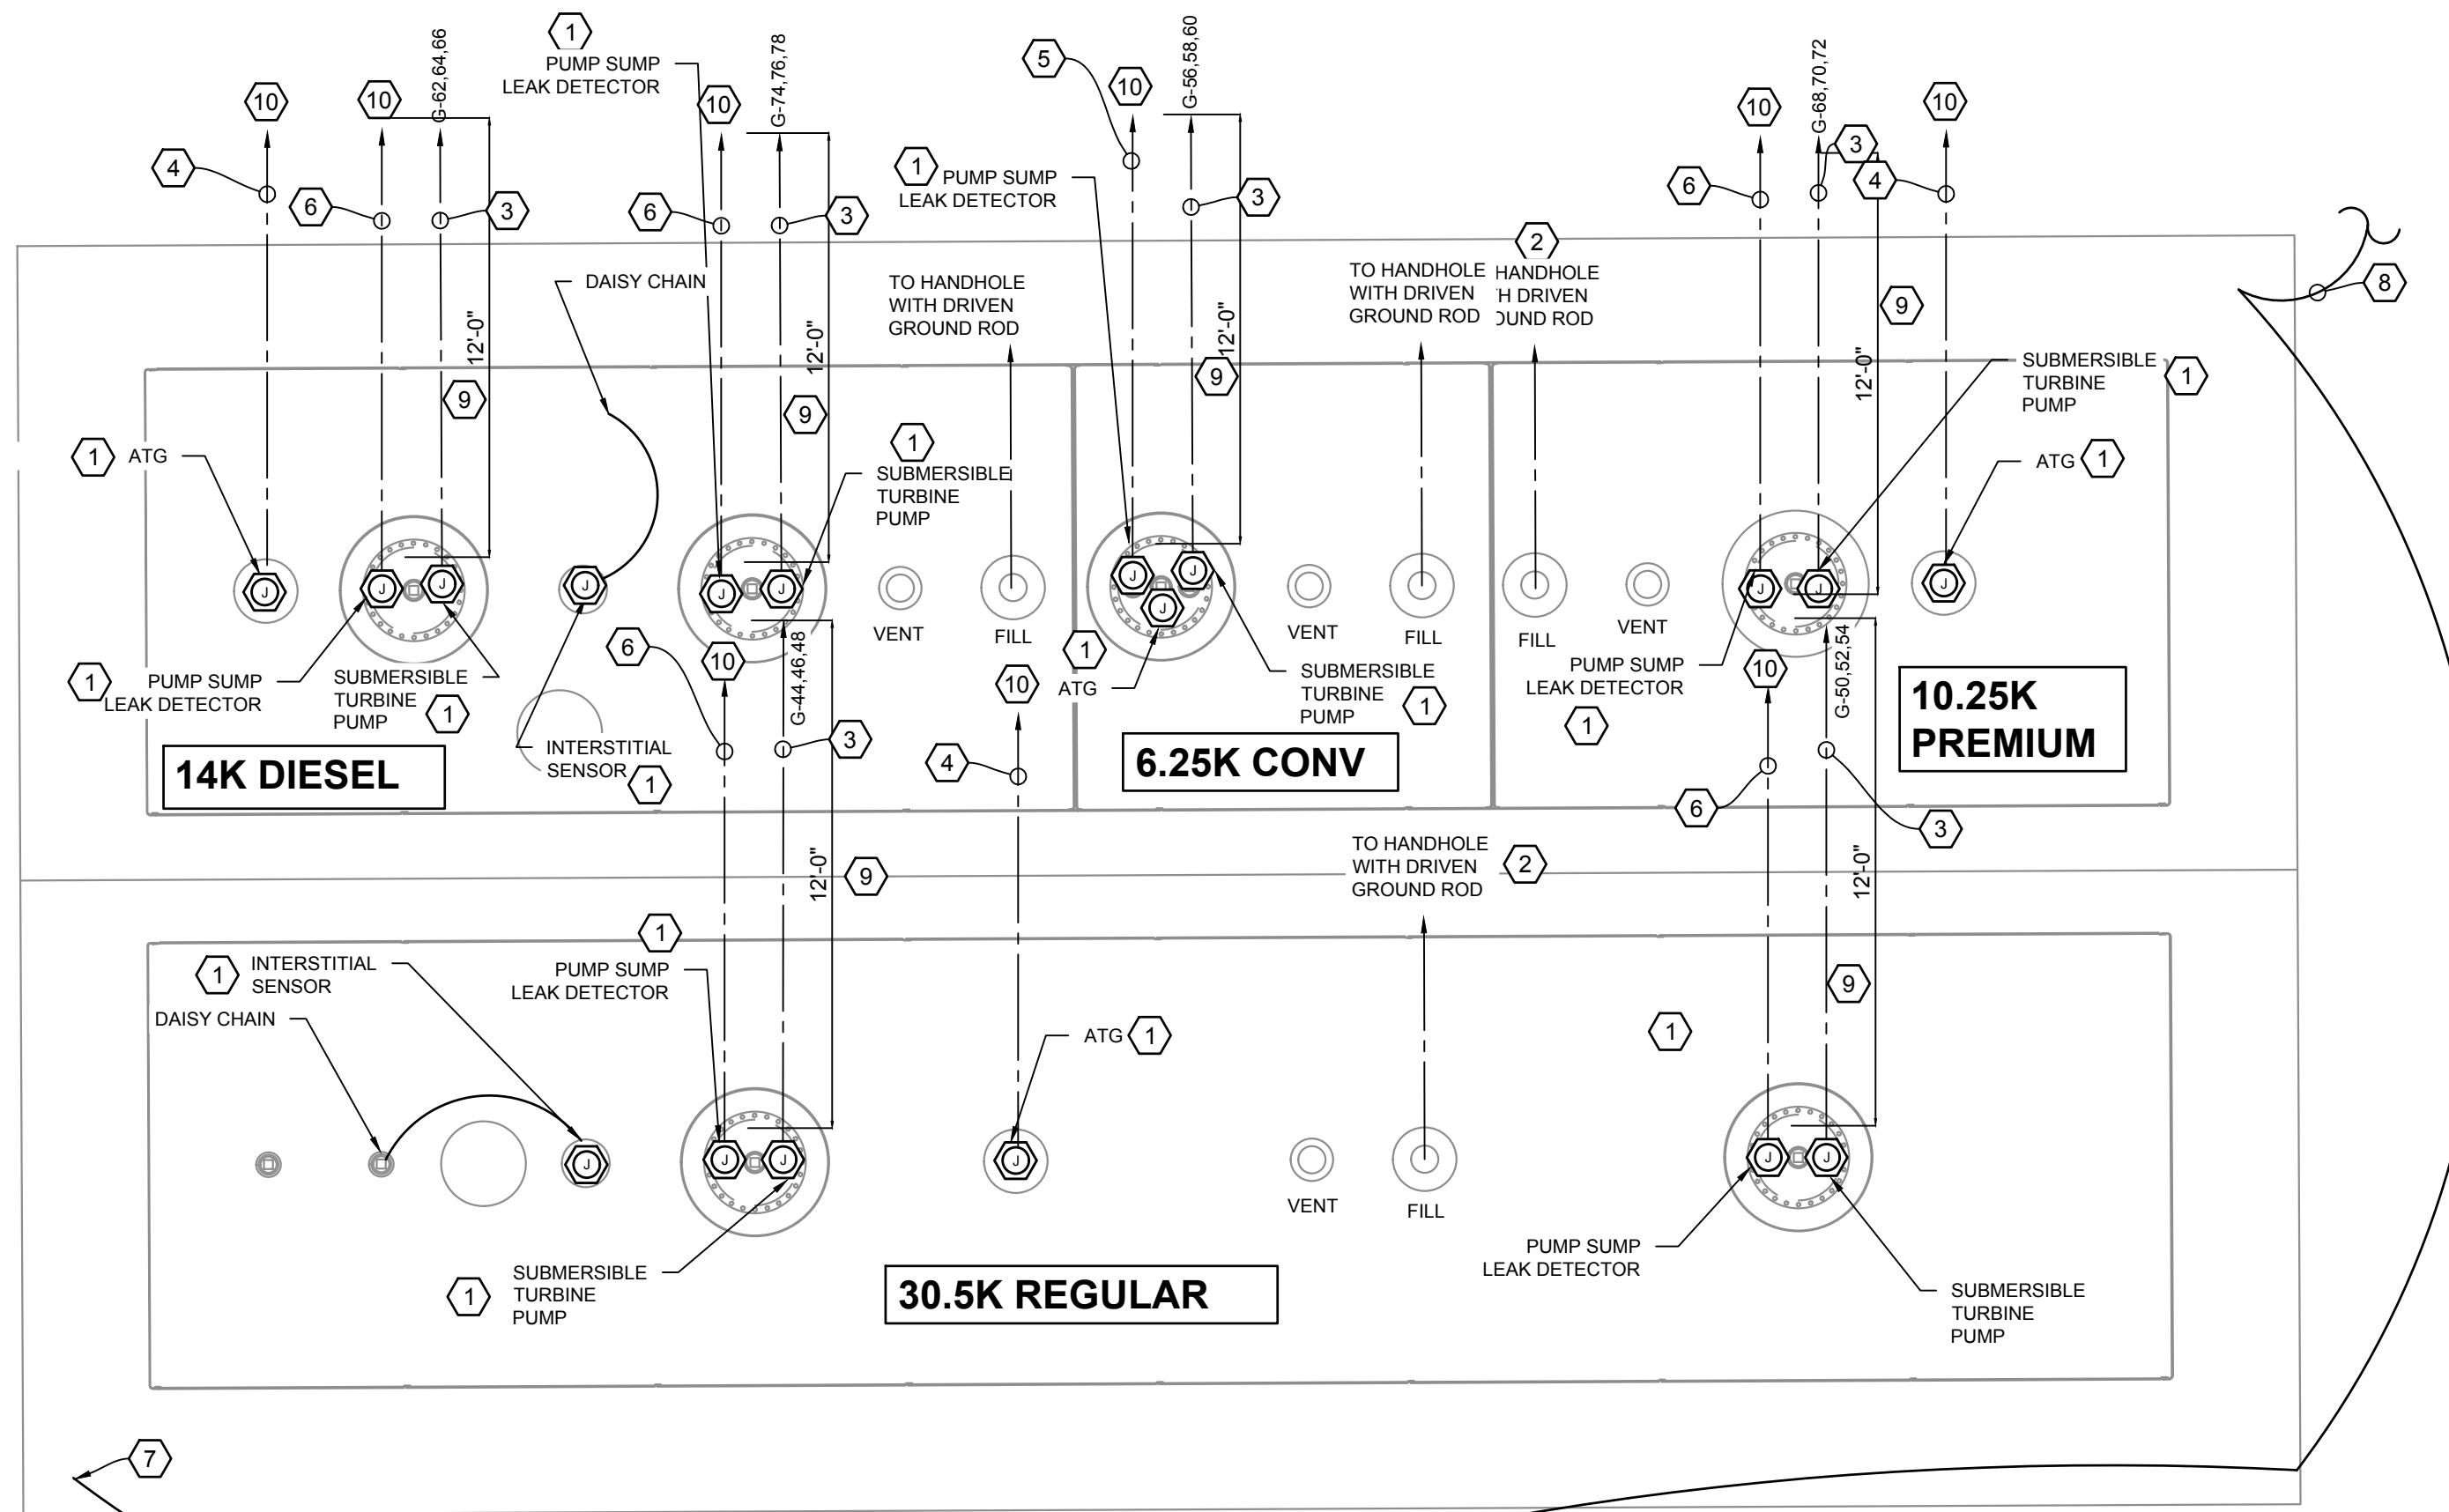 1
PUMP SUMP
LEAK DETECTOR
10
10
G-62,64,66
10
G-74,76,78
5
10
G-56,58,60
10
G-68,70,72
3
10
4
6
3
6
3
1
PUMP SUMP
LEAK DETECTOR
3
6
4
DAISY CHAIN
TO HANDHOLE
WITH DRIVEN
GROUND ROD
2
TO HANDHOLE
WITH DRIVEN
GROUND ROD
HANDHOLE
H DRIVEN
UND ROD
8
12'-0"
9
12'-0"
9
12'-0"
9
12'-0"
9
SUBMERSIBLE
TURBINE
PUMP
1
1
ATG
1
SUBMERSIBLE
TURBINE
PUMP
ATG
1
J
J
J
J
J
J
J
J
J
J
J
J
VENT
FILL
VENT
FILL
FILL
VENT
1
PUMP SUMP
LEAK DETECTOR
SUBMERSIBLE
TURBINE
PUMP
1
INTERSTITIAL
SENSOR
1
6
10
G-44,46,48
3
10
4
1
ATG
SUBMERSIBLE
TURBINE
PUMP
1
PUMP SUMP
LEAK DETECTOR
1
10
G-50,52,54
6
3
14K DIESEL
6.25K CONV
10.25K
PREMIUM
12'-0"
9
TO HANDHOLE
WITH DRIVEN
GROUND ROD
2
12'-0"
9
1
INTERSTITIAL
SENSOR
DAISY CHAIN
1
PUMP SUMP
LEAK DETECTOR
ATG
1
1
J
J
J
J
J
J
VENT
FILL
1
SUBMERSIBLE
TURBINE
PUMP
30.5K REGULAR
PUMP SUMP
LEAK DETECTOR
SUBMERSIBLE
TURBINE
PUMP
7